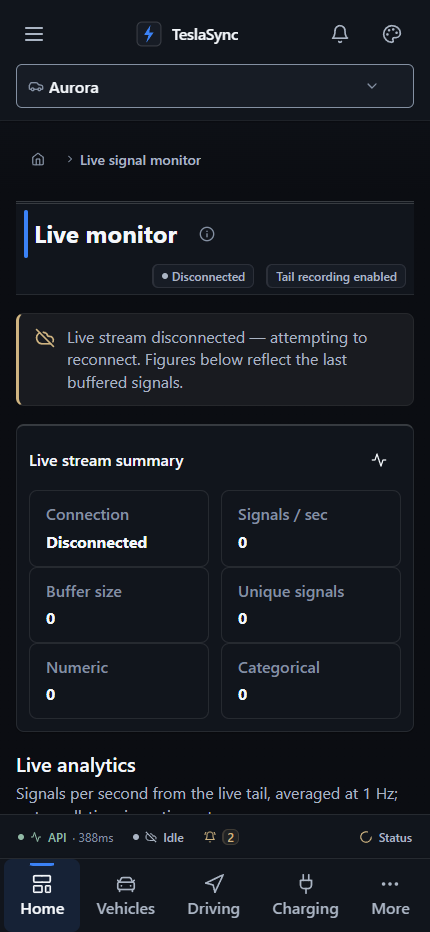 TeslaSync
Aurora
Live signal monitor
Live monitor
Disconnected
Tail recording enabled
Live stream disconnected — attempting to
reconnect. Figures below reflect the last
buffered signals.
Live stream summary
Connection
Disconnected
Signals / sec
0
Buffer size
0
Unique signals
0
Numeric
0
Categorical
0
Live analytics
Signals per second from the live tail, averaged at 1 Hz;
API · 388ms
Idle
2
Status
Home
Vehicles
Driving
Charging
More